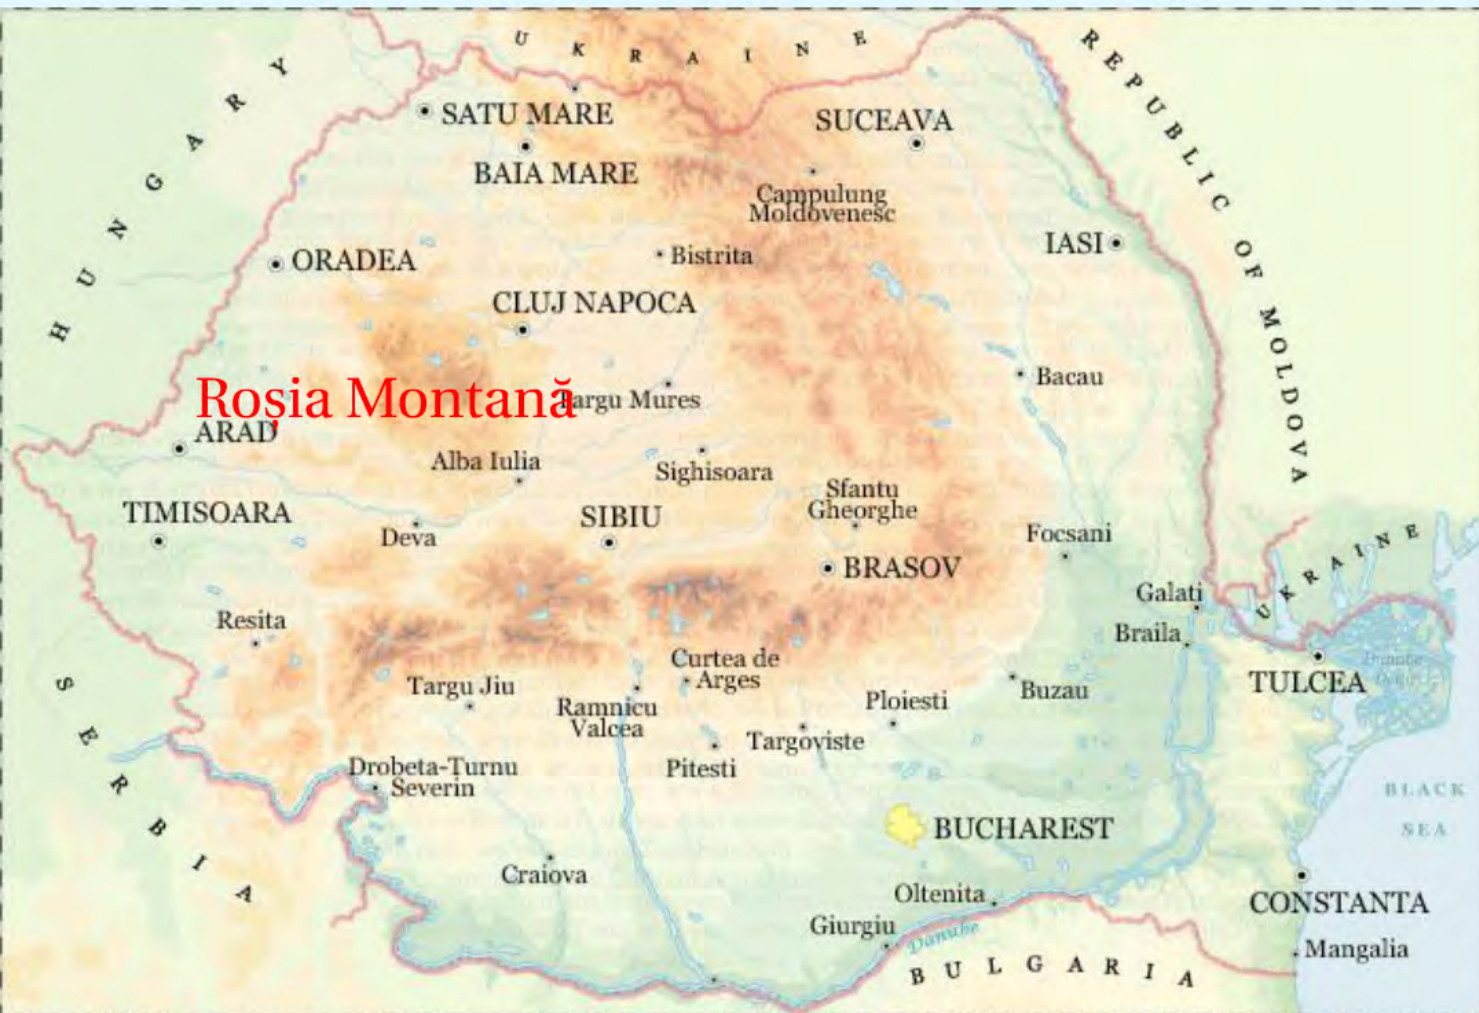 UKRAINE
REPUBLIC OF MOLDOVA
HUNGARY
SATU MARE
SUCEAVA
BAIA MARE
Campulung
Moldovenesc
IASI
ORADEA
Bistrita
CLUJ NAPOCA
Roșia Montană
Targu Mures
Bacau
ARAD
Alba Iulia
Sighisoara
Sfantu
Gheorghe
TIMISOARA
SIBIU
Deva
Focsani
UKRAINE
BRASOV
Galati
Resita
Braila
Curtea de
Arges
TULCEA
Targu Jiu
Buzau
Ramnicu
Valcea
Ploiesti
Targoviste
SERBIA
Drobeta-Turnu
Severin
Pitesti
BLACK
SEA
BUCHAREST
Craiova
Oltenita
CONSTANTA
Giurgiu
Danube
Mangalia
BULGARIA